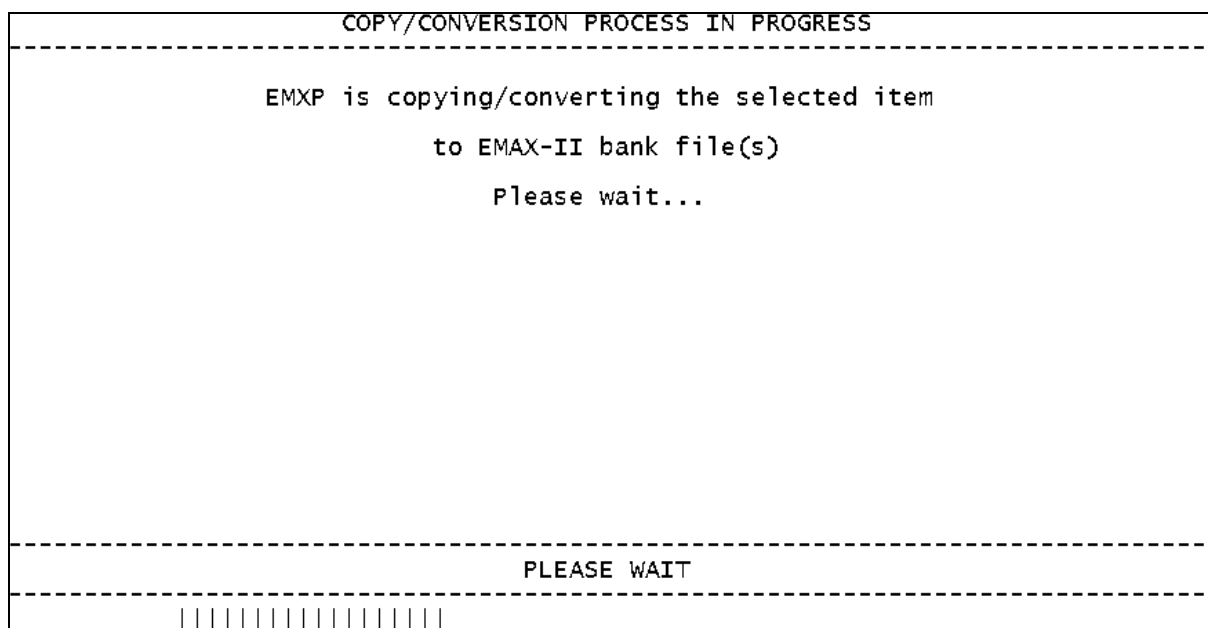 COPY/CONVERSION PROCESS IN PROGRESS
--------------------------------------------------------------------------------
EMXP is copying/converting the selected item
to EMAX-II bank file(s)
Please wait...
--------------------------------------------------------------------------------
PLEASE WAIT
--------------------------------------------------------------------------------
||||||||||||||||||